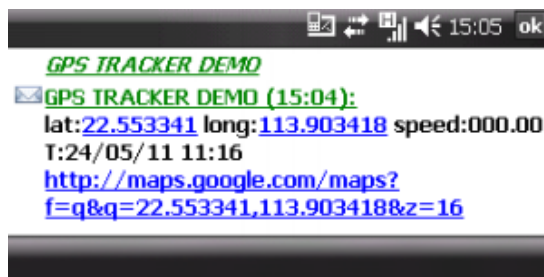 15:05 ok
GPS TRACKER DEMO
GPS TRACKER DEMO (15:04):
lat:22.553341 long:113.903418 speed:000.00
T:24/05/11 11:16
http://maps.google.com/maps?
f=q&q=22.553341,113.903418&z=16